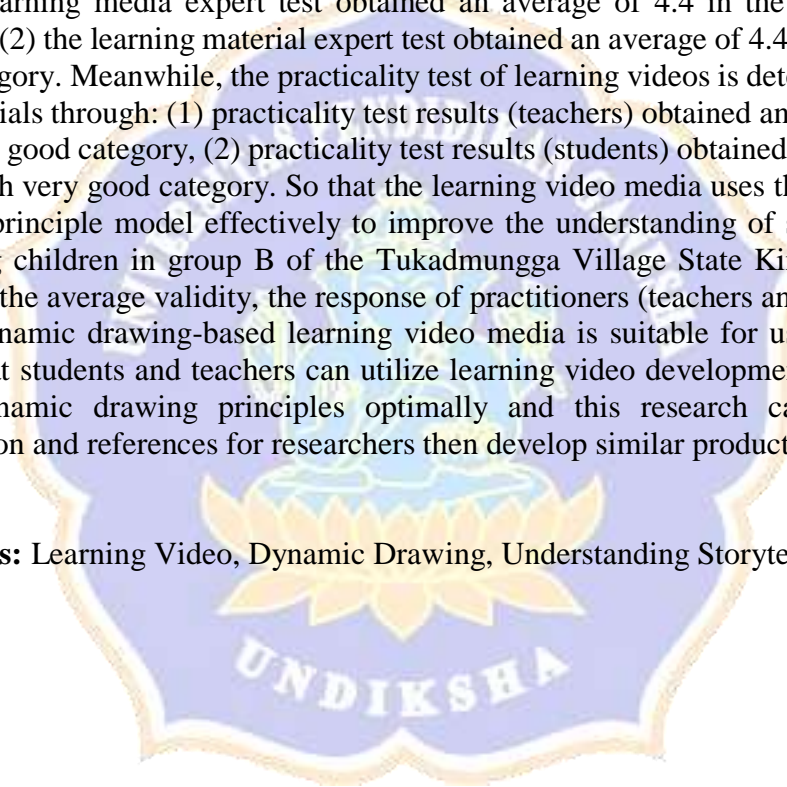 earning media expert test obtained an average of 4.4 in the
(2) the learning material expert test obtained an average of 4.4
gory. Meanwhile, the practicality test of learning videos is dete
ials through: (1) practicality test results (teachers) obtained an
good category, (2) practicality test results (students) obtained
h very good category. So that the learning video media uses th
principle model effectively to improve the understanding of s
g children in group B of the Tukadmungga Village State Ki
the average validity, the response of practitioners (teachers an
namic drawing-based learning video media is suitable for u
at students and teachers can utilize learning video developme
namic drawing principles optimally and this research ca
on and references for researchers then develop similar product
s: Learning Video, Dynamic Drawing, Understanding Storyte
UNIVERSITAS PENDIDIKAN GANESHA
UNDIKSHA